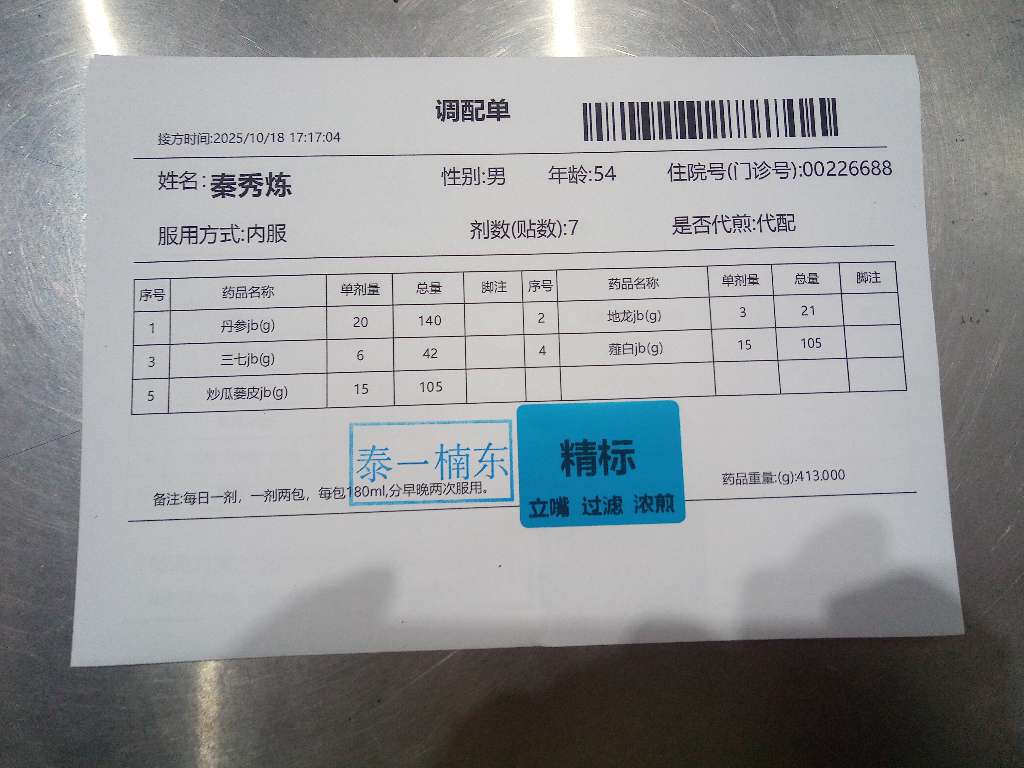 调配单
接方时间:2025/10/18 17:17:04
姓名:秦秀炼 性别:男 年龄:54 住院号(门诊号):00226688
服用方式:内服 剂数(贴数):7 是否代煎:代配
序号 药品名称 单剂量 总量 脚注 序号 药品名称 单剂量 总量 脚注
1 丹参jb(g) 20 140 2 地龙jb(g) 3 21
3 三七jb(g) 6 42 4 薤白jb(g) 15 105
5 炒瓜蒌皮jb(g) 15 105
泰一楠东
精标
立嘴 过滤 浓煎
药品重量:(g):413.000
备注:每日一剂，一剂两包，每包180ml,分早晚两次服用。